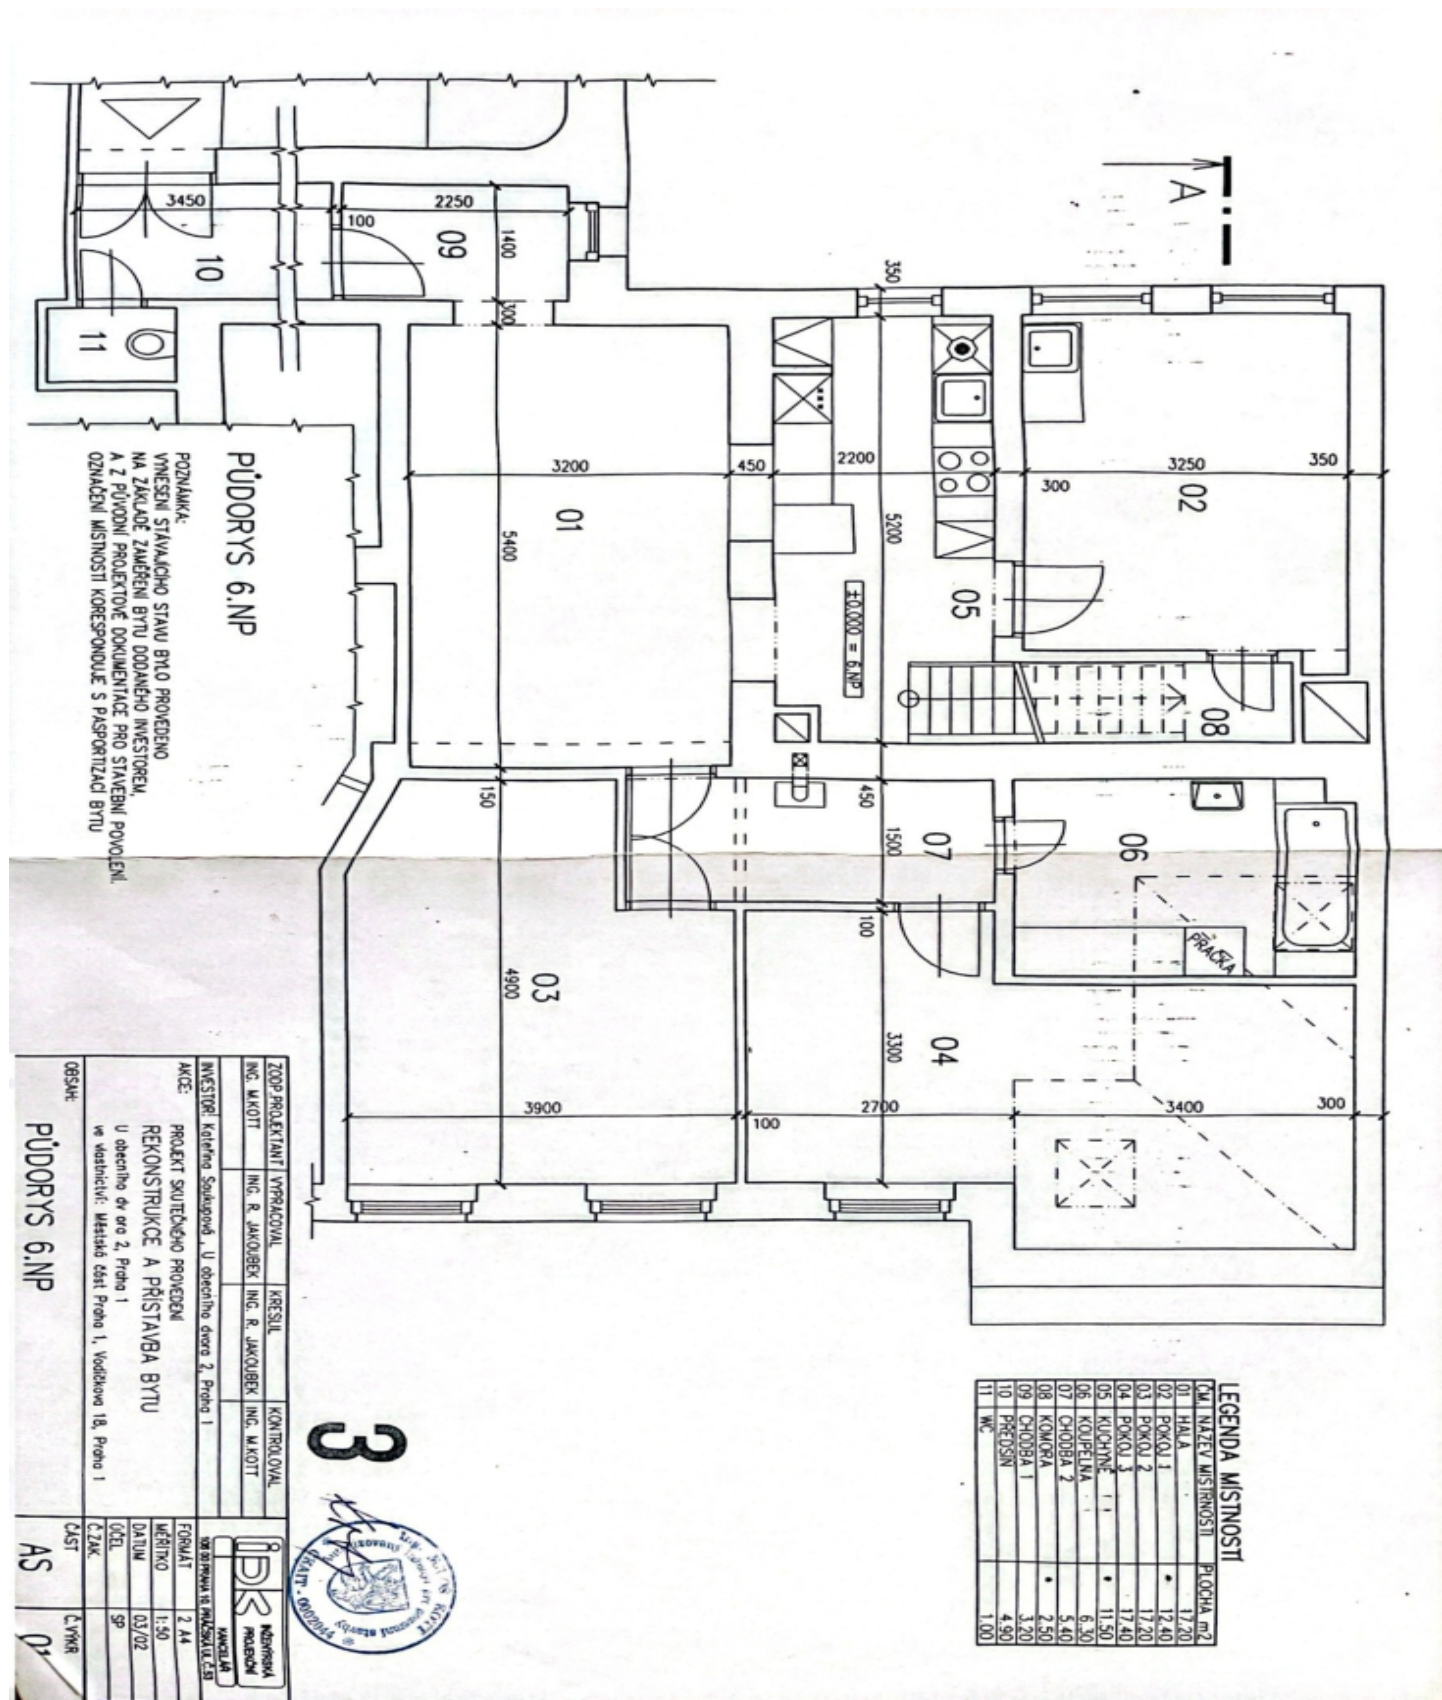 A
3450
2250
100
09
1400
300
10
11
350
3200
450
2200
3250
350
300
02
01
5400
5200
05
±0.000 = 6.NP
08
150
450
1500
07
06
100
PRAČKA
03
4900
04
3300
3900
100
2700
3400
300
PŮDORYS 6.NP
POZNÁMKA:
VYNESENÍ STÁVAJÍCÍHO STAVU BYLO PROVEDENO
NA ZÁKLADĚ ZAMĚŘENÍ BYTU DODANÉHO INVESTOREM,
A Z PŮVODNÍ PROJEKTOVÉ DOKUMENTACE PRO STAVEBNÍ POVOLENÍ.
OZNAČENÍ MÍSTNOSTÍ KORESPONDUJE S PASPORTIZACÍ BYTU
LEGENDA MÍSTNOSTÍ
ČM. NÁZEV MÍSTNOSTI PLOCHA m2
01 HALA 17.20
02 POKOJ 1 12.40
03 POKOJ 2 17.20
04 POKOJ 3 17.40
05 KUCHYNĚ 11.50
06 KOUPELNA 6.30
07 CHODBA 2 5.40
08 KOMORA 2.50
09 CHODBA 1 3.20
10 PŘEDSÍŇ 4.90
11 WC 1.00
3
ZODP.PROJEKTANT VYPRACOVAL KRESLIL KONTROLOVAL
ING. M.KOTT ING. R. JAKOUBEK ING. R. JAKOUBEK ING. M.KOTT
INVESTOR: Kateřina Soukupová, U obecního dvora 2, Praha 1
AKCE: PROJEKT SKUTEČNÉHO PROVEDENÍ
REKONSTRUKCE A PŘÍSTAVBA BYTU
U obecního dvora 2, Praha 1
ve vlastnictví: Městská část Praha 1, Vodičkova 18, Praha 1
OBSAH:
PŮDORYS 6.NP
IDK INŽENÝRSKÁ
PROJEKČNÍ
KANCELÁŘ
FORMÁT 2 A4
MĚŘÍTKO 1:50
DATUM 03/02
ÚČEL SP
Č.ZAK.
ČÁST Č.VÝKR
AS 01